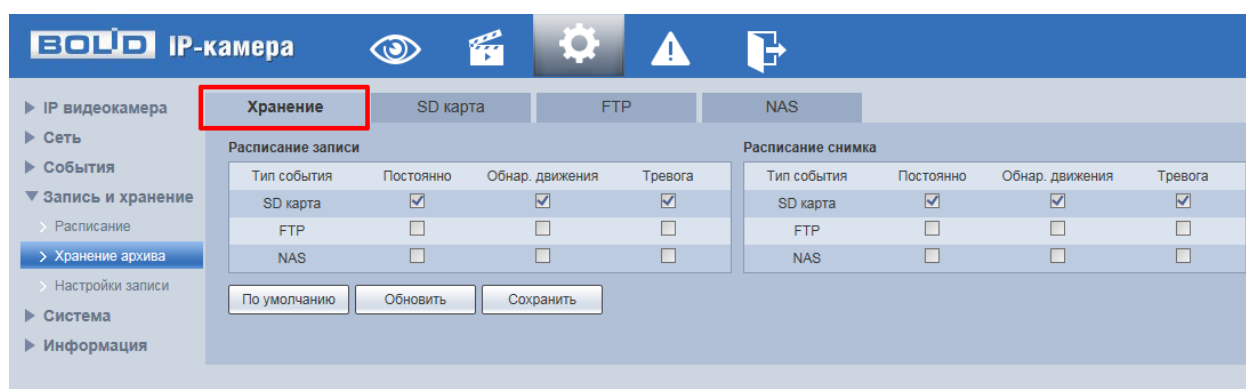 BOLID IP-камера
IP видеокамера
Сеть
События
Запись и хранение
Расписание
Хранение архива
Настройки записи
Система
Информация
Хранение SD карта FTP NAS
Расписание записи
Тип события Постоянно Обнар. движения Тревога
SD карта
FTP
NAS
Расписание снимка
Тип события Постоянно Обнар. движения Тревога
SD карта
FTP
NAS
По умолчанию Обновить Сохранить